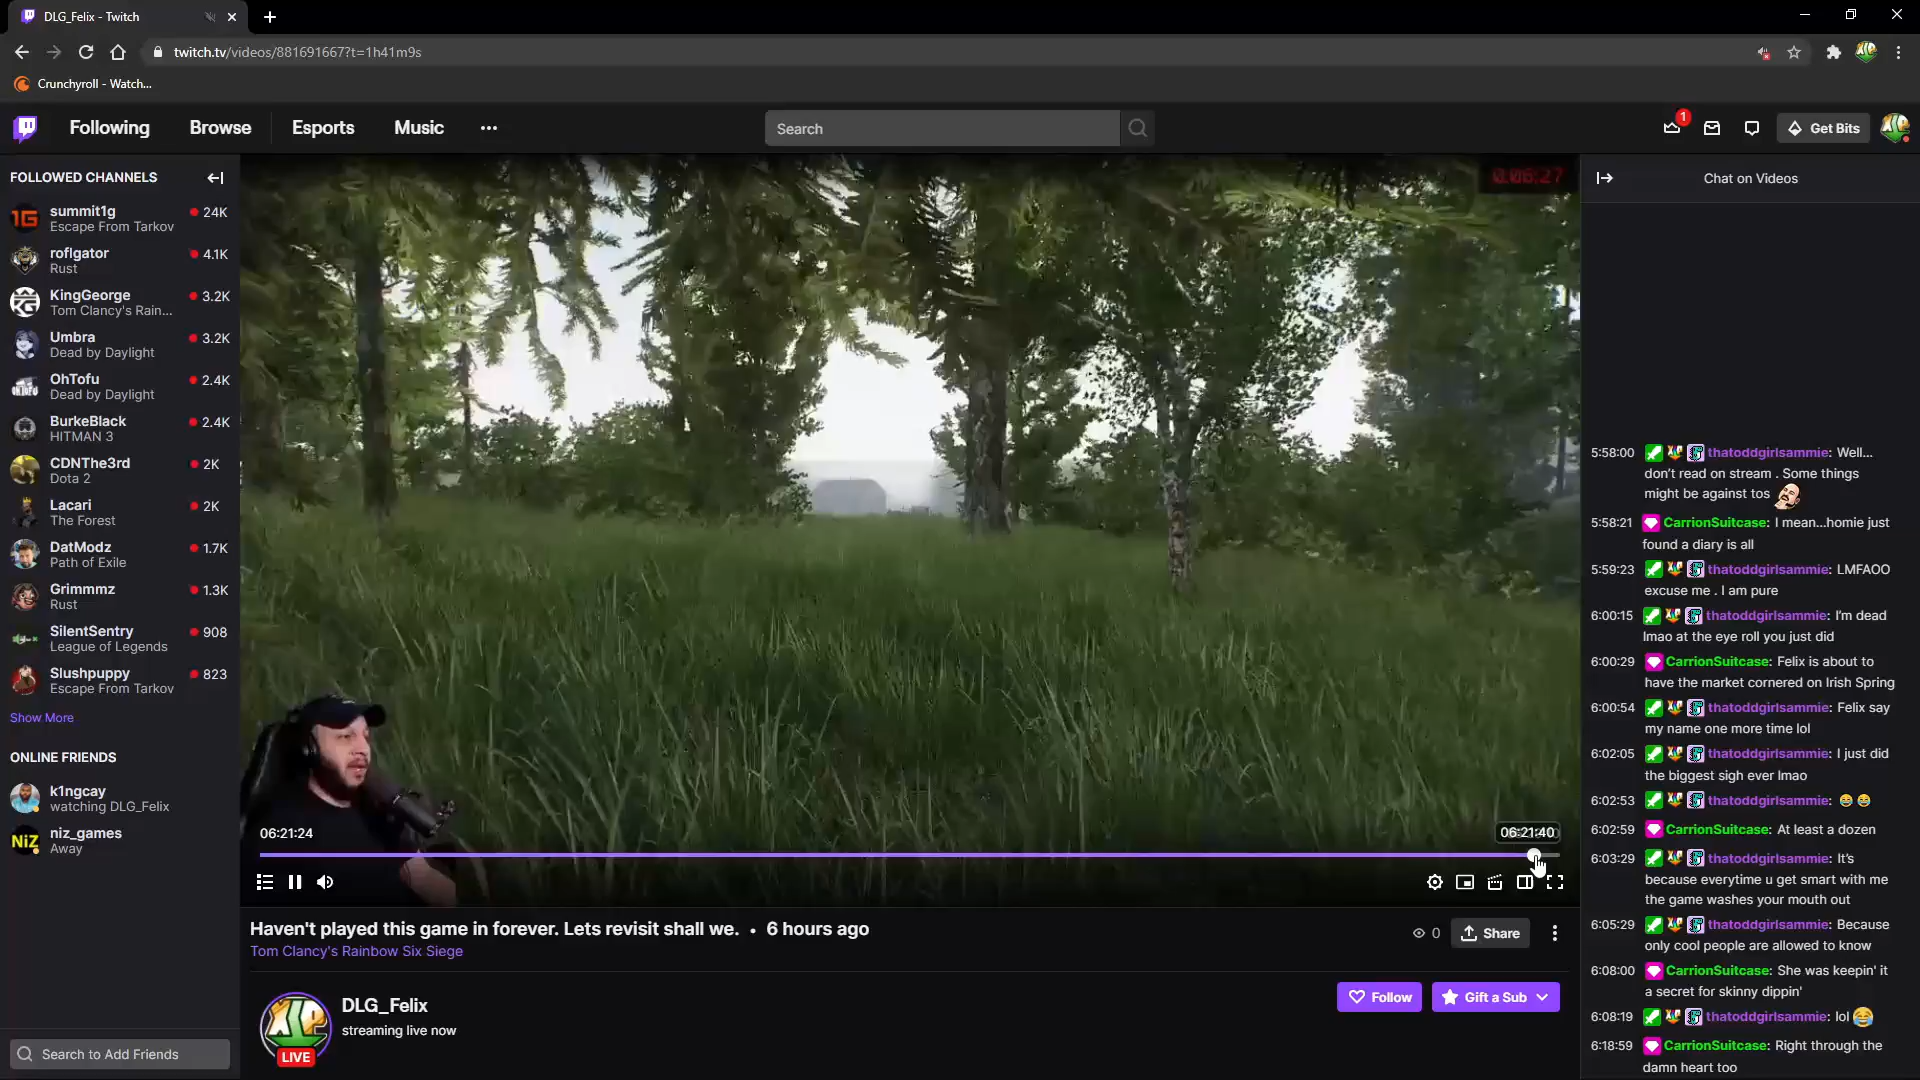 DLG_Felix - Twitch
twitch.tv/videos/881691667?t=1h41m9s
Crunchyroll - Watch...
Following
Browse
Esports
Music
Search
1
Get Bits
FOLLOWED CHANNELS
summit1g
24K
Escape From Tarkov
roflgator
4.1K
Rust
KingGeorge
3.2K
Tom Clancy's Rain...
Umbra
3.2K
Dead by Daylight
OhTofu
2.4K
Dead by Daylight
BurkeBlack
2.4K
HITMAN 3
CDNThe3rd
2K
Dota 2
Lacari
2K
The Forest
DatModz
1.7K
Path of Exile
Grimmmz
1.3K
Rust
SilentSentry
908
League of Legends
Slushpuppy
823
Escape From Tarkov
Show More
ONLINE FRIENDS
k1ngcay
watching DLG_Felix
NiZ
niz_games
Away
Search to Add Friends
0:06:27
06:21:24
06:21:40
Haven't played this game in forever. Lets revisit shall we. • 6 hours ago
Tom Clancy's Rainbow Six Siege
0
Share
DLG_Felix
streaming live now
LIVE
Follow
Gift a Sub
Chat on Videos
5:58:00 thatoddgirlsammie: Well...
don't read on stream . Some things
might be against tos
5:58:21 CarrionSuitcase: I mean...homie just
found a diary is all
5:59:23 thatoddgirlsammie: LMFAOO
excuse me . I am pure
6:00:15 thatoddgirlsammie: I'm dead
lmao at the eye roll you just did
6:00:29 CarrionSuitcase: Felix is about to
have the market cornered on Irish Spring
6:00:54 thatoddgirlsammie: Felix say
my name one more time lol
6:02:05 thatoddgirlsammie: I just did
the biggest sigh ever lmao
6:02:53 thatoddgirlsammie: 😂 😂
6:02:59 CarrionSuitcase: At least a dozen
6:03:29 thatoddgirlsammie: It's
because everytime u get smart with me
the game washes your mouth out
6:05:29 thatoddgirlsammie: Because
only cool people are allowed to know
6:08:00 CarrionSuitcase: She was keepin' it
a secret for skinny dippin'
6:08:19 thatoddgirlsammie: lol 😂
6:18:59 CarrionSuitcase: Right through the
damn heart too